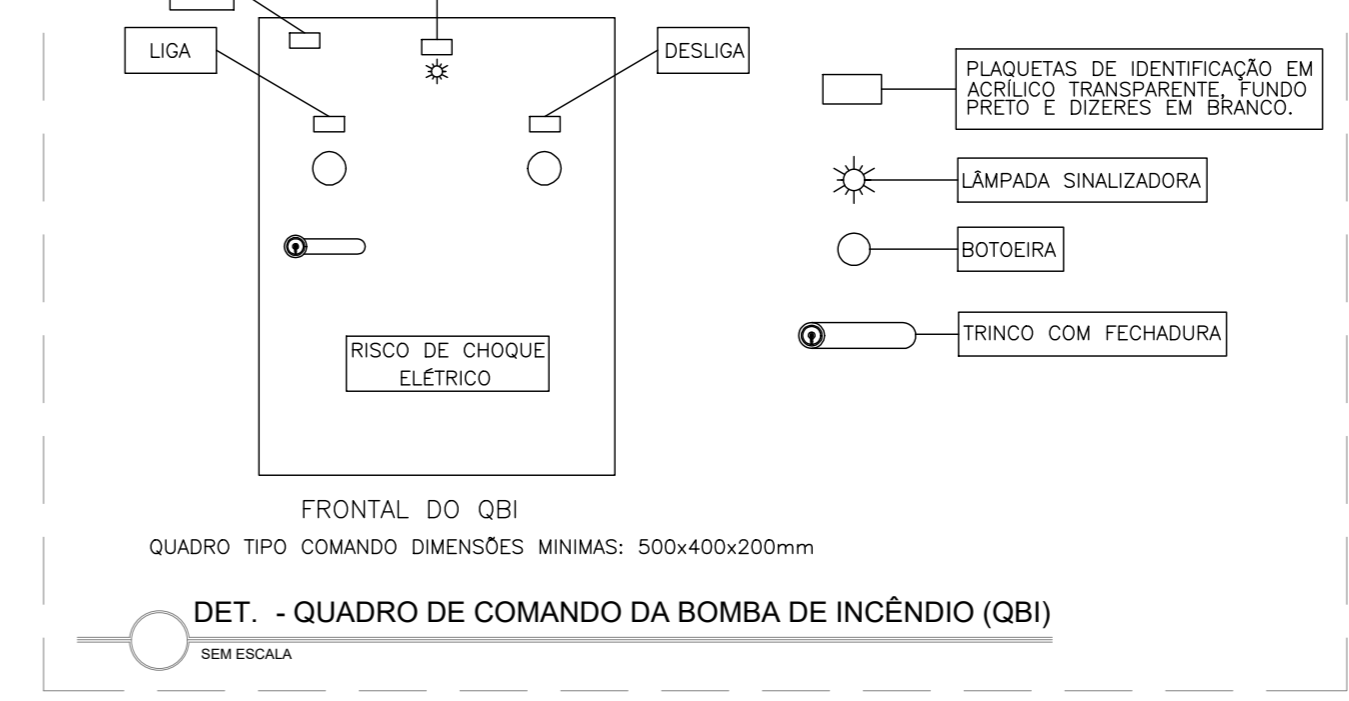 LIGA
DESLIGA
PLAQUETAS DE IDENTIFICAÇÃO EM
ACRÍLICO TRANSPARENTE, FUNDO
PRETO E DIZERES EM BRANCO.
LÂMPADA SINALIZADORA
BOTOEIRA
TRINCO COM FECHADURA
RISCO DE CHOQUE
ELÉTRICO
FRONTAL DO QBI
QUADRO TIPO COMANDO DIMENSÕES MINIMAS: 500x400x200mm
DET. - QUADRO DE COMANDO DA BOMBA DE INCÊNDIO (QBI)
SEM ESCALA